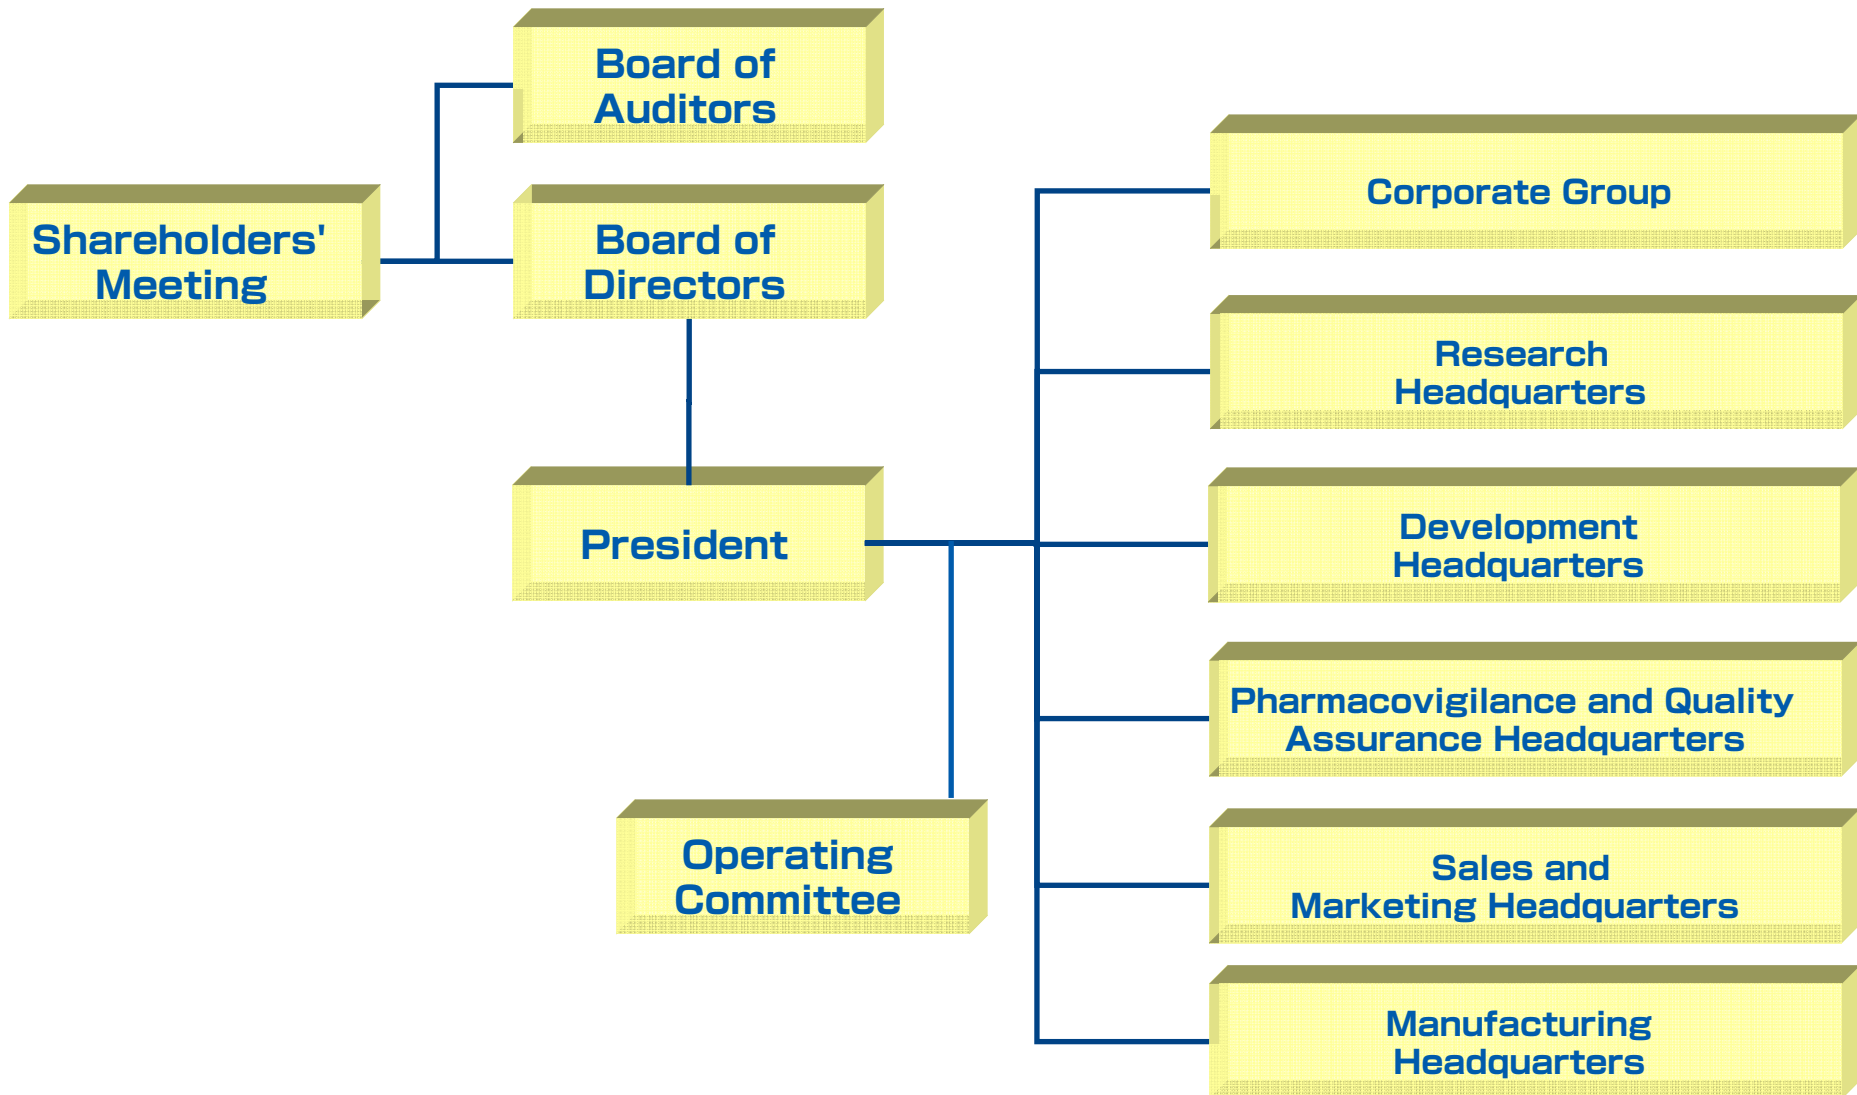 Board of
Auditors
Shareholders'
Meeting
Board of
Directors
President
Operating
Committee
Corporate Group
Research
Headquarters
Development
Headquarters
Pharmacovigilance and Quality
Assurance Headquarters
Sales and
Marketing Headquarters
Manufacturing
Headquarters